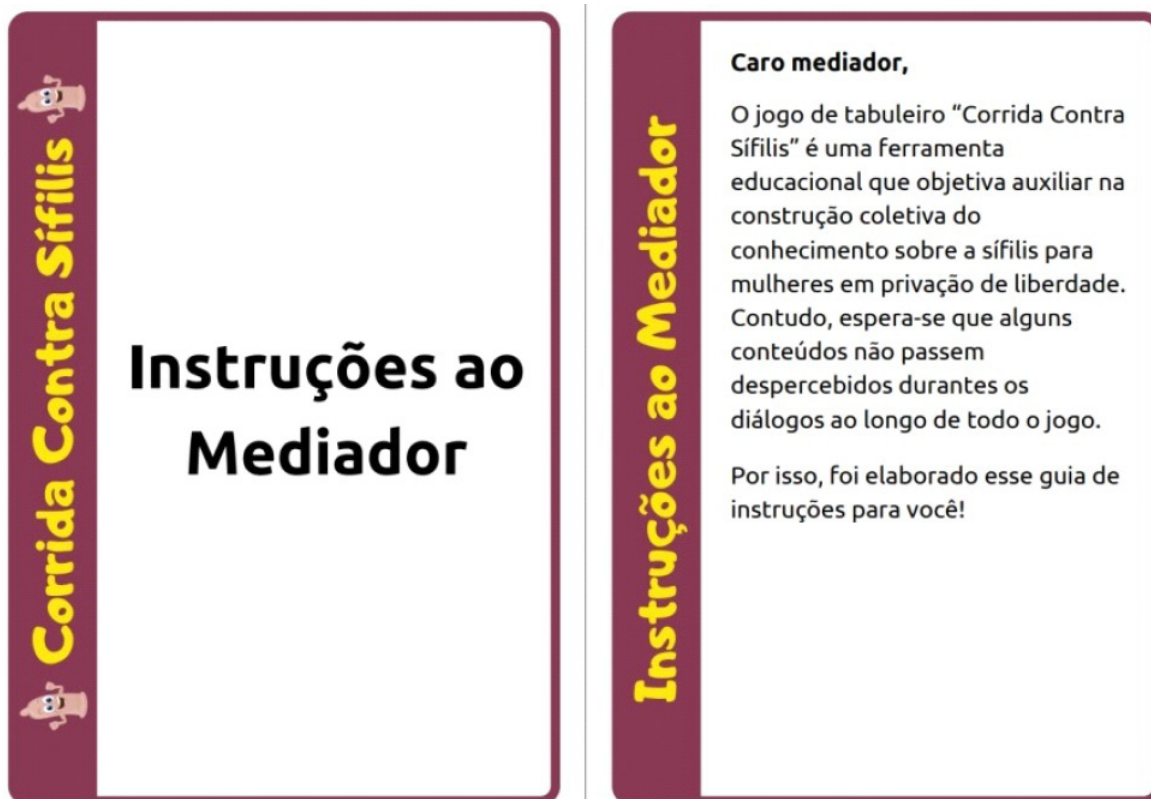 Corrida Contra Sífilis
Instruções ao
Mediador
Instruções ao Mediador
Caro mediador,
O jogo de tabuleiro “Corrida Contra
Sífilis” é uma ferramenta
educacional que objetiva auxiliar na
construção coletiva do
conhecimento sobre a sífilis para
mulheres em privação de liberdade.
Contudo, espera-se que alguns
conteúdos não passem
despercebidos durantes os
diálogos ao longo de todo o jogo.
Por isso, foi elaborado esse guia de
instruções para você!